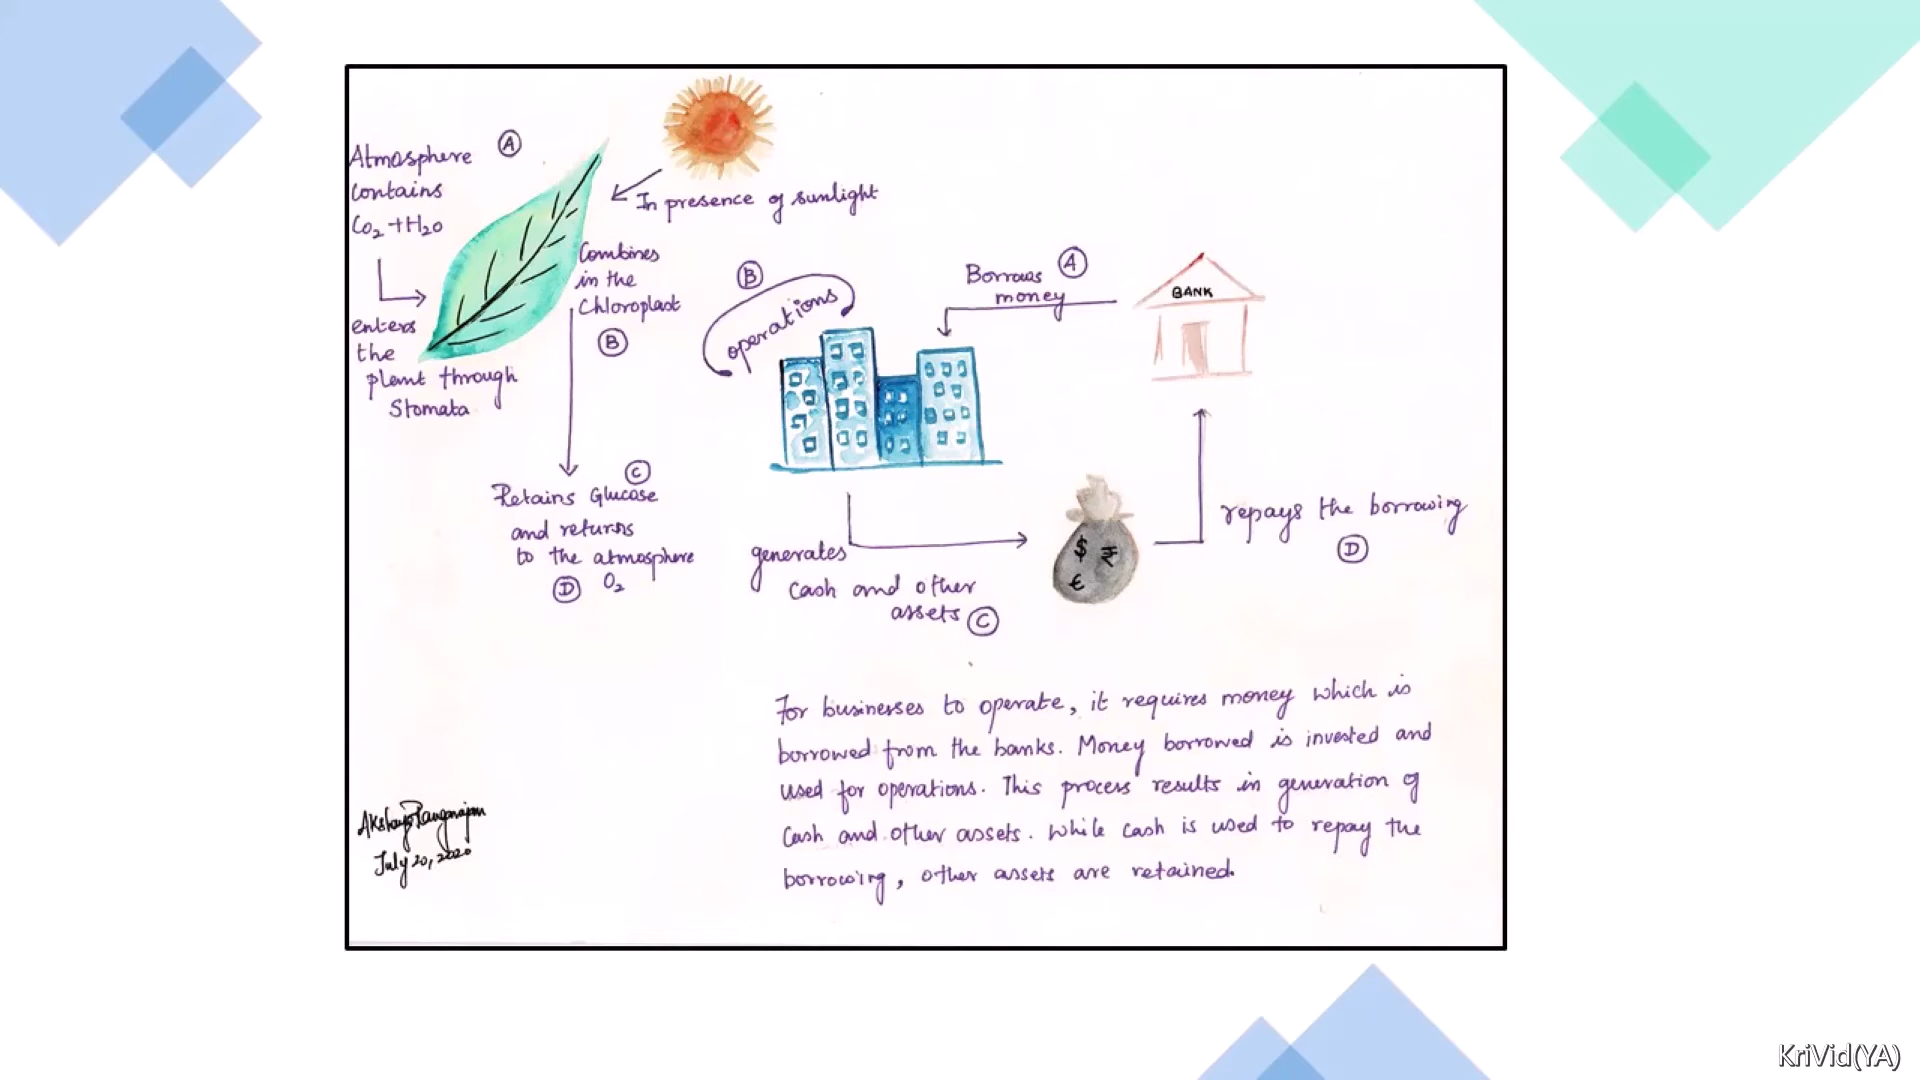 Atmosphere Ⓐ
contains
CO₂ + H₂O
enters
the
plant through
Stomata
In presence of sunlight
Combines
in the
Chloroplast
Ⓑ
Ⓒ
Retains Glucose
and returns
to the atmosphere
Ⓓ O₂
Ⓑ
operations
Borrows Ⓐ
money
BANK
generates
cash and other
assets Ⓒ
$ ₹
€
repays the borrowing
Ⓓ
For businesses to operate, it requires money which is
borrowed from the banks. Money borrowed is invested and
used for operations. This process results in generation of
cash and other assets. While cash is used to repay the
borrowing, other assets are retained.
July 20, 2020
KriVid(YA)